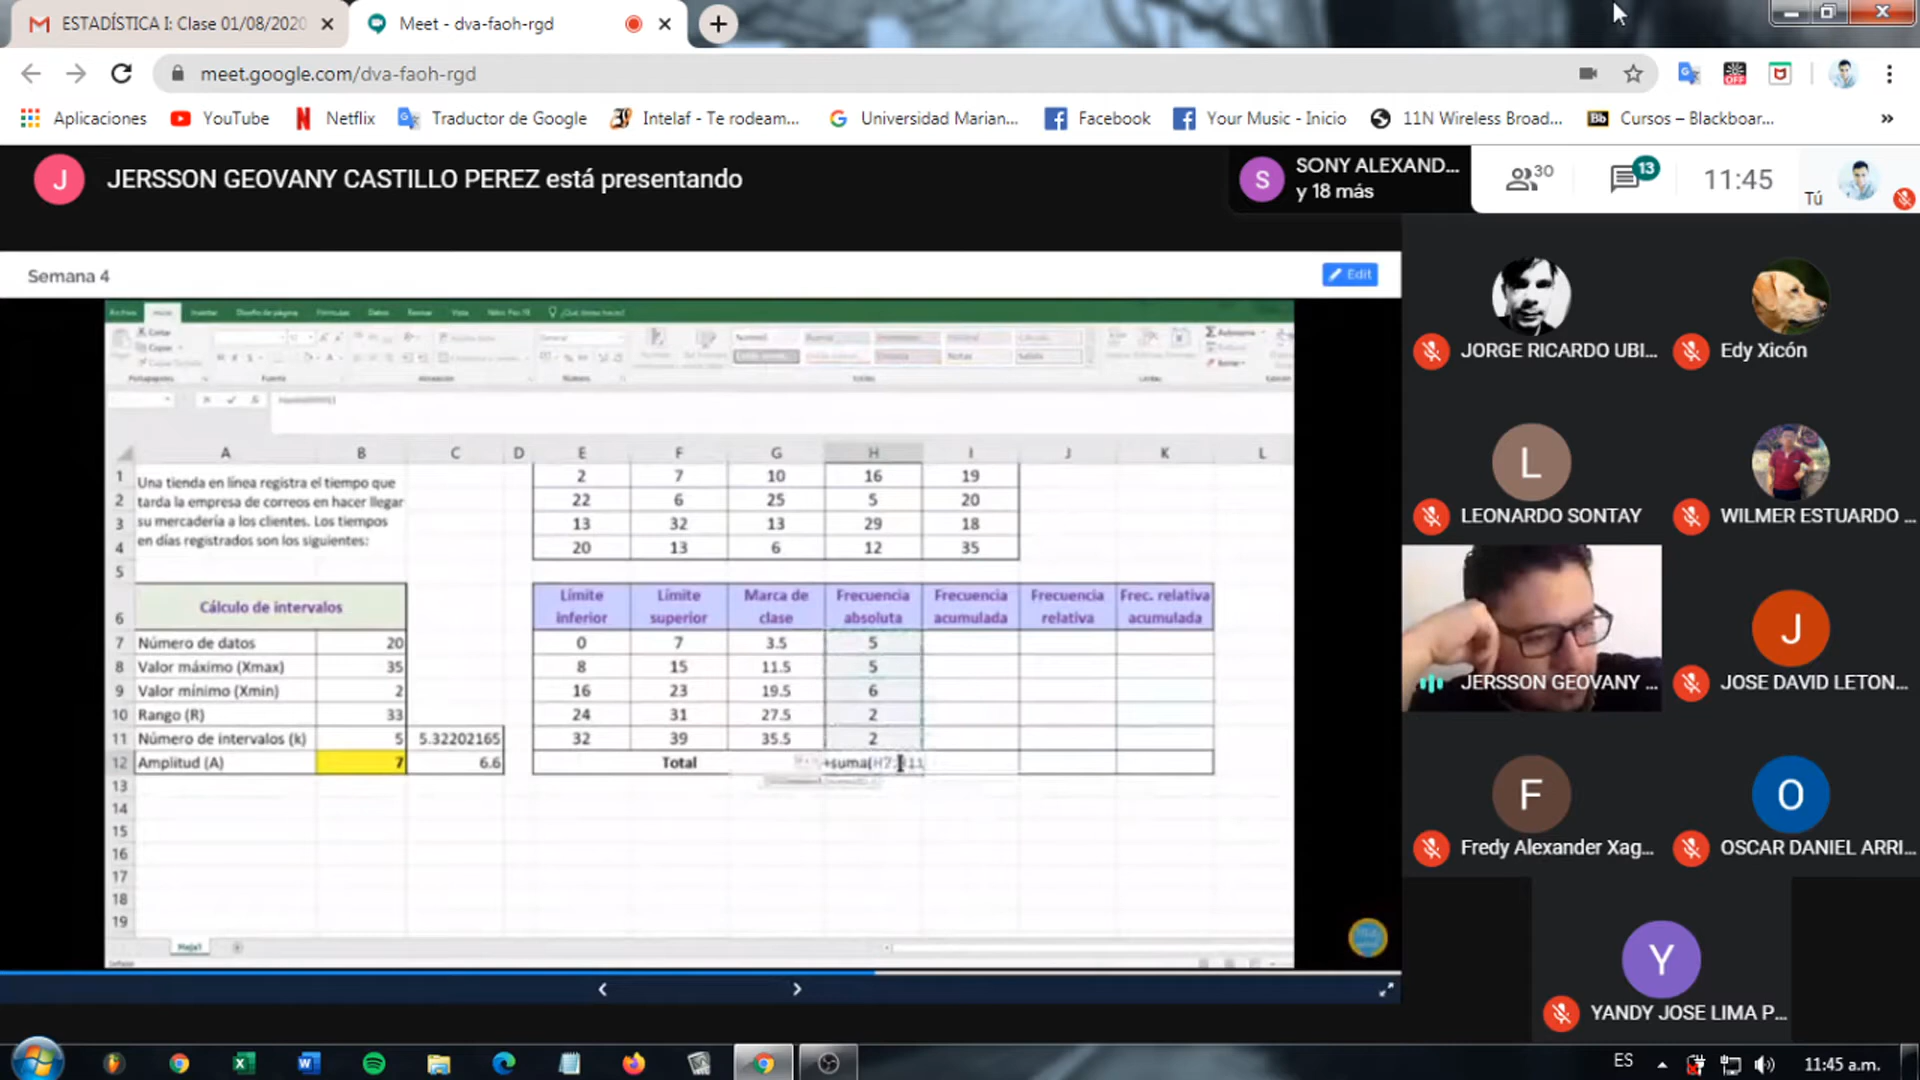 ESTADÍSTICA I: Clase 01/08/2020
Meet - dva-faoh-rgd
meet.google.com/dva-faoh-rgd
Aplicaciones YouTube Netflix Traductor de Google Intelaf - Te rodeam... Universidad Marian... Facebook Your Music - Inicio 11N Wireless Broad... Cursos – Blackboar... »
J JERSSON GEOVANY CASTILLO PEREZ está presentando
S SONY ALEXAND...
y 18 más
30
13
11:45
Tú
Semana 4
Edit
A B C D E F G H I J K L
1 2 7 10 16 19
2 22 6 25 5 20
3 13 32 13 29 18
4 20 13 6 12 35
Una tienda en línea registra el tiempo que
tarda la empresa de correos en hacer llegar
su mercadería a los clientes. Los tiempos
en días registrados son los siguientes:
5
6 Cálculo de intervalos
Límite inferior
Límite superior
Marca de clase
Frecuencia absoluta
Frecuencia acumulada
Frecuencia relativa
Frec. relativa acumulada
7 Número de datos 20 0 7 3.5 5
8 Valor máximo (Xmax) 35 8 15 11.5 5
9 Valor mínimo (Xmin) 2 16 23 19.5 6
10 Rango (R) 33 24 31 27.5 2
11 Número de intervalos (k) 5 5.32202165 32 39 35.5 2
12 Amplitud (A) 7 6.6 Total +suma(H7:H11
13
14
15
16
17
18
19
Hoja1
JORGE RICARDO UBI...
Edy Xicón
L
LEONARDO SONTAY
WILMER ESTUARDO ...
JERSSON GEOVANY ...
J
JOSE DAVID LETON...
F
Fredy Alexander Xag...
O
OSCAR DANIEL ARRI...
Y
YANDY JOSE LIMA P...
ES
11:45 a.m.